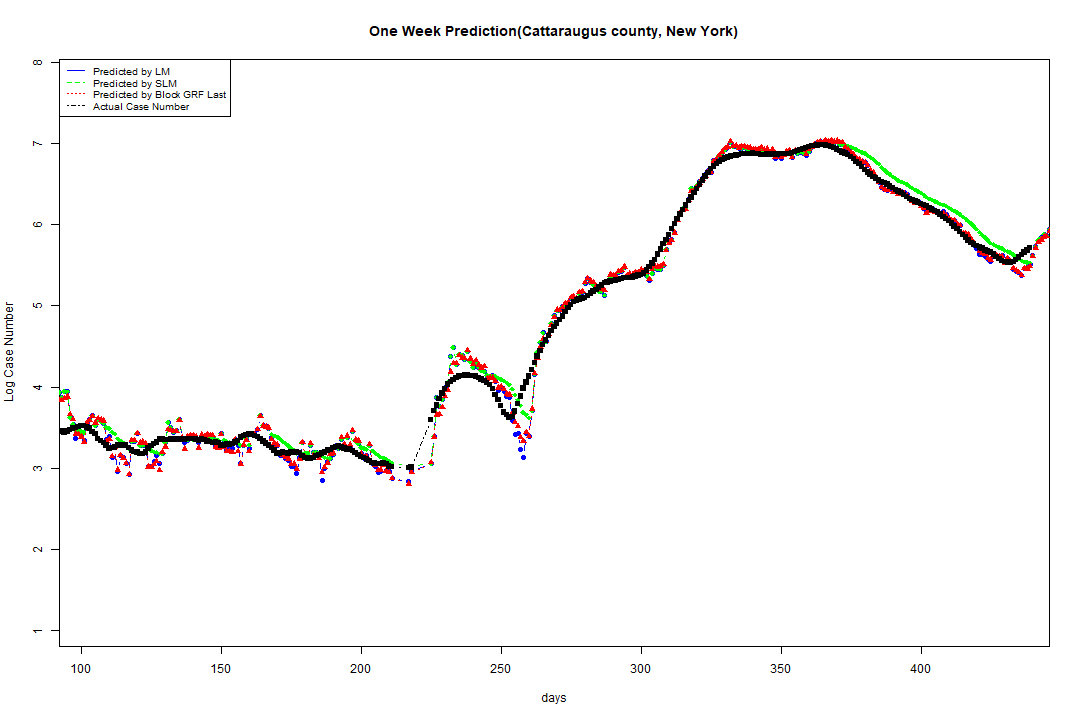 One Week Prediction(Cattaraugus county, New York)
Predicted by LM
Predicted by SLM
Predicted by Block GRF Last
Actual Case Number
8
7
6
5
4
3
2
1
Log Case Number
100 150 200 250 300 350 400
days